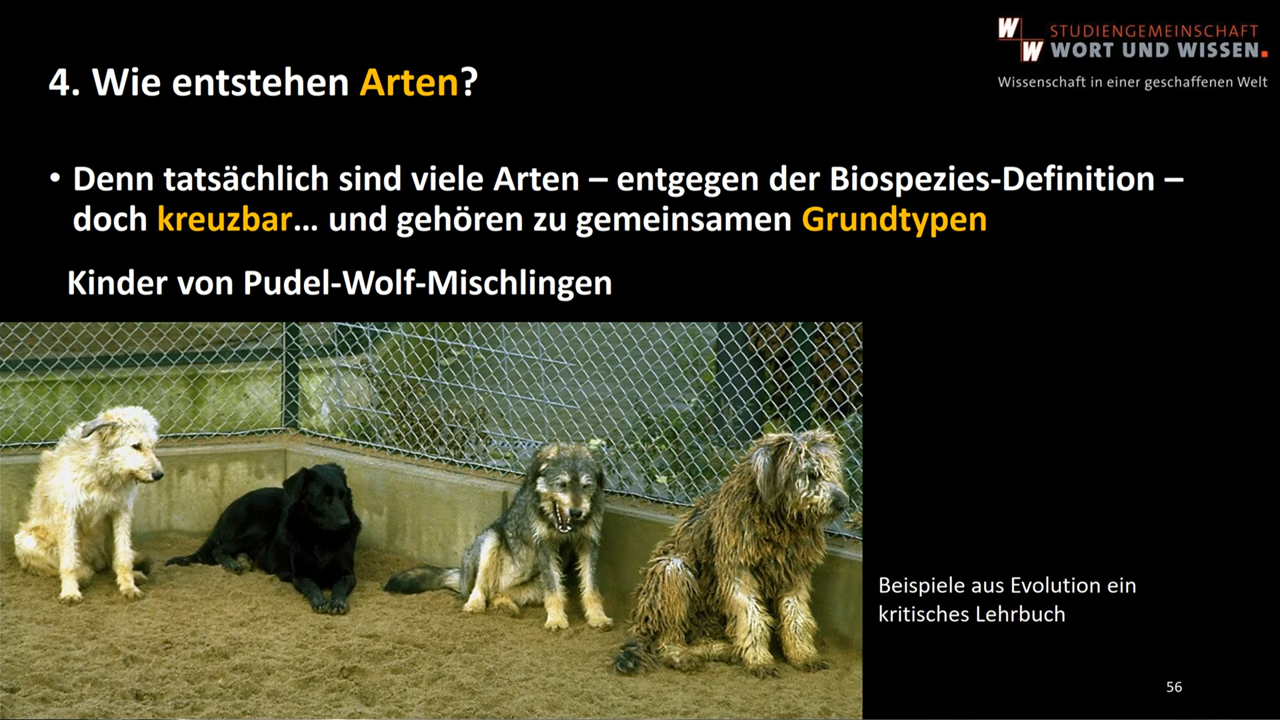 W
W
STUDIENGEMEINSCHAFT
WORT UND WISSEN.
Wissenschaft in einer geschaffenen Welt
4. Wie entstehen Arten?
• Denn tatsächlich sind viele Arten – entgegen der Biospezies-Definition –
doch kreuzbar… und gehören zu gemeinsamen Grundtypen
Kinder von Pudel-Wolf-Mischlingen
Beispiele aus Evolution ein
kritisches Lehrbuch
56